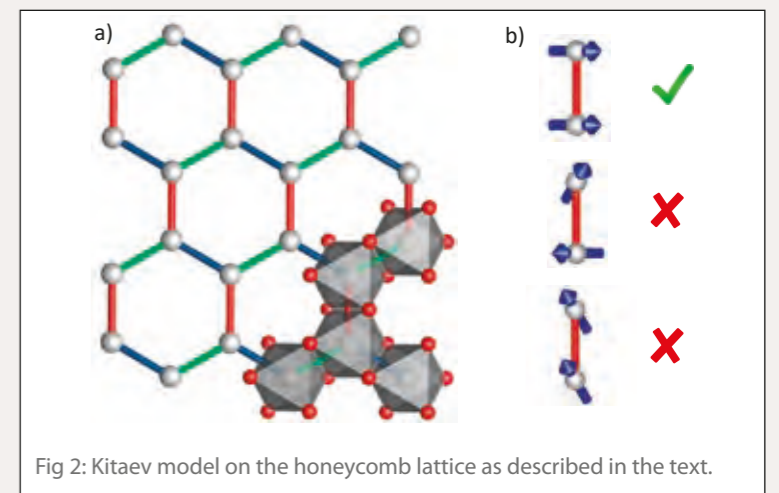 a)
b)
Fig 2: Kitaev model on the honeycomb lattice as described in the text.